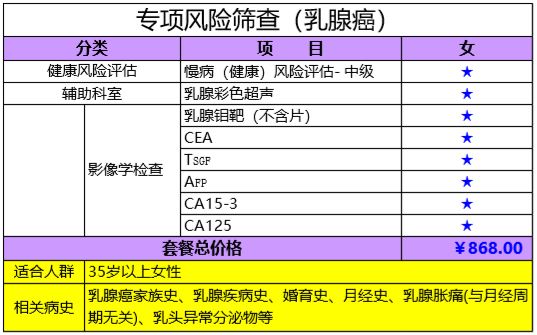 专项风险筛查（乳腺癌）
分类 项 目 女
健康风险评估 慢病（健康）风险评估- 中级 ★
辅助科室 乳腺彩色超声 ★
乳腺钼靶（不含片） ★
CEA ★
影像学检查 TSGF ★
AFP ★
CA15-3 ★
CA125 ★
套餐总价格 ￥868.00
适合人群 35岁以上女性
相关病史 乳腺癌家族史、乳腺疾病史、婚育史、月经史、乳腺胀痛(与月经周
期无关)、乳头异常分泌物等